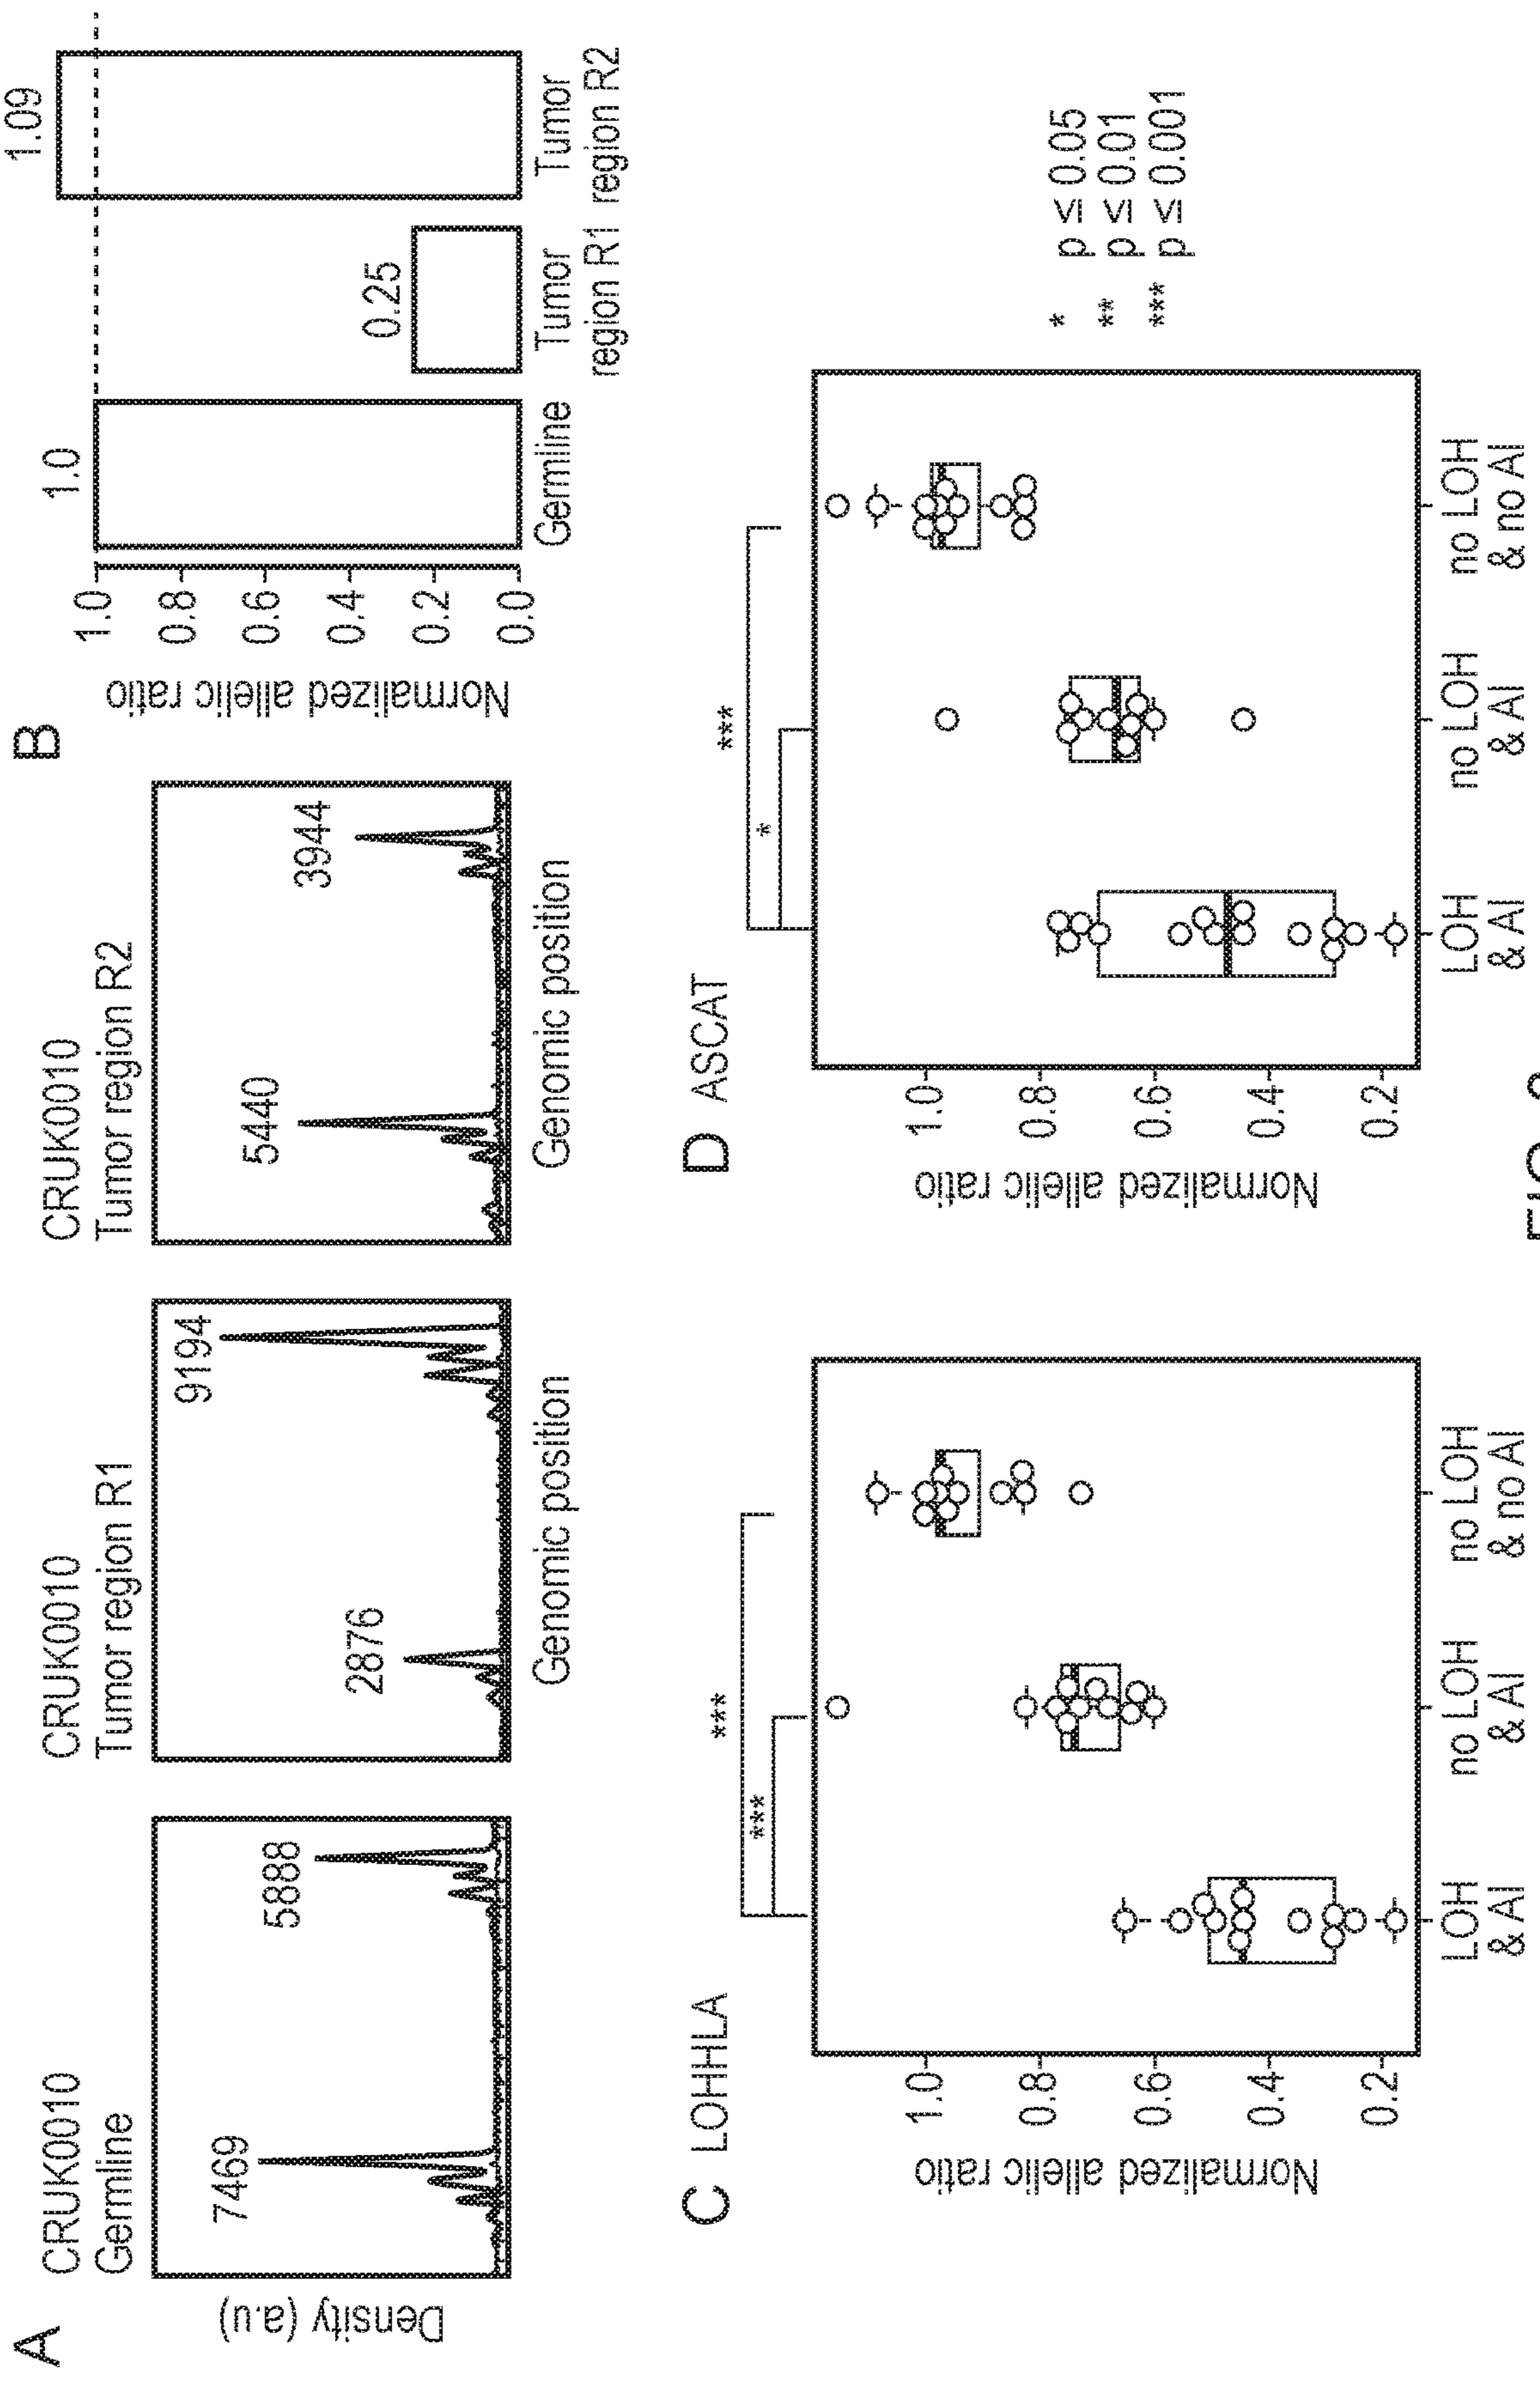 A
CRUK0010
Germline
7469
5888
Density (a.u)
CRUK0010
Tumor region R1
2876
9194
Genomic position
CRUK0010
Tumor region R2
5440
3944
Genomic position
B
1.0
0.25
1.09
1.0
0.8
0.6
0.4
0.2
0.0
Normalized allelic
ratio
Germline
Tumor
region R1
Tumor
region R2
C LOHHLA
***
***
1.0
0.8
0.6
0.4
0.2
Normalized allelic ratio
LOH
& AI
no LOH
& AI
no LOH
& no AI
D ASCAT
***
*
1.0
0.8
0.6
0.4
0.2
Normalized allelic ratio
LOH
& AI
no LOH
& AI
no LOH
& no AI
* p ≤ 0.05
** p ≤ 0.01
*** p ≤ 0.001